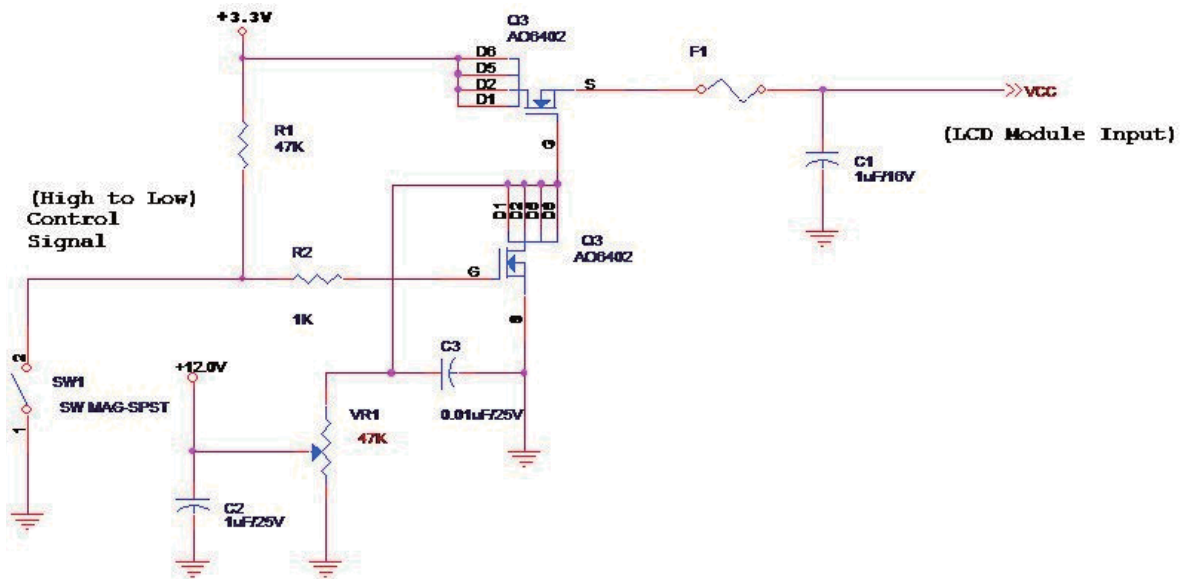 +3.3V
Q3
AO6402
D6
D5
D2
D1
S
G
F1
VCC
(LCD Module Input)
R1
47K
C1
1uF/16V
(High to Low)
Control
Signal
D1
D2
Q3
AO6402
R2
G
1K
2
SW1
SW MAG-SPST
1
+12.0V
C3
0.01uF/25V
VR1
47K
C2
1uF/25V